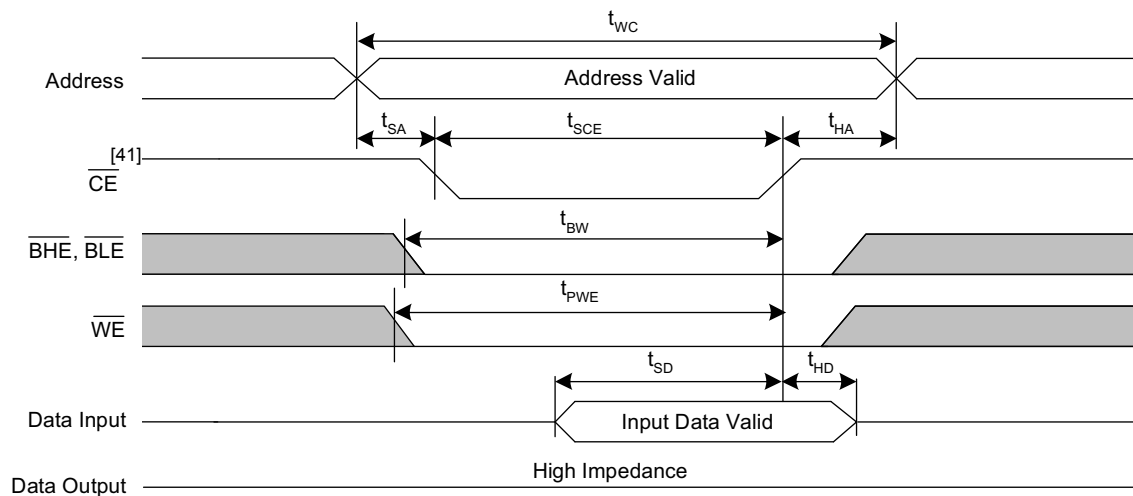 tWC
Address
Address Valid
tSA
tSCE
tHA
[41]
CE
tBW
BHE, BLE
tPWE
WE
tSD
tHD
Data Input
Input Data Valid
High Impedance
Data Output